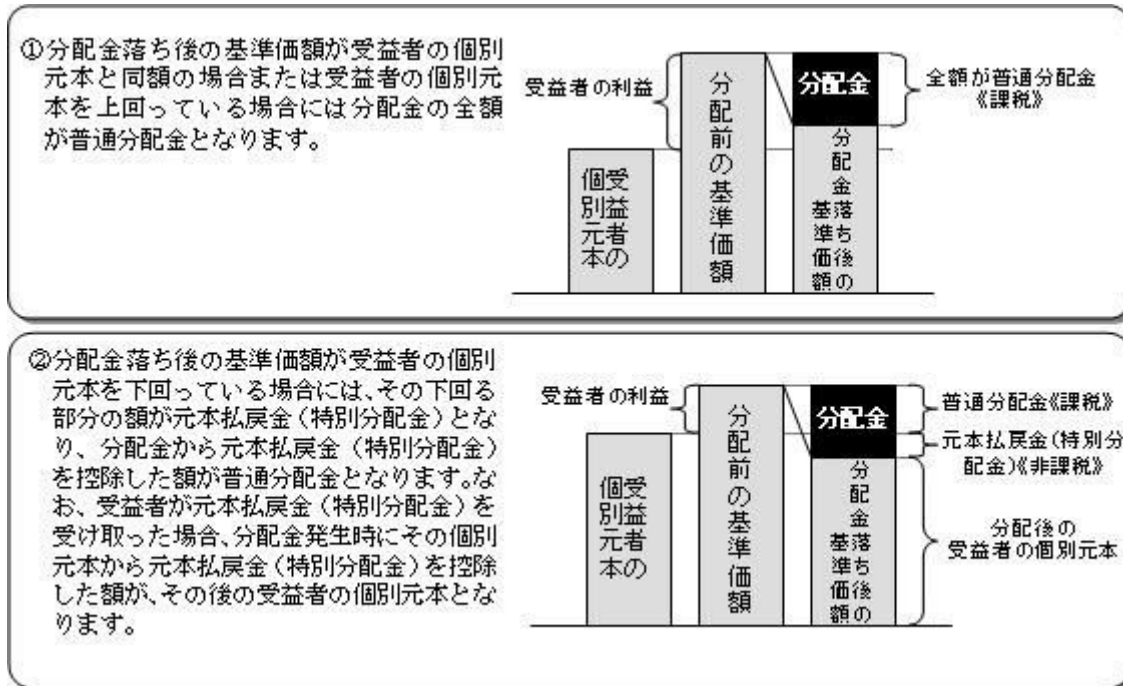 ①分配金落ち後の基準価額が受益者の個別
元本と同額の場合または受益者の個別元
本を上回っている場合には分配金の全額
が普通分配金となります。
受益者の利益
受益者の
個別元本
分配前の基準価額
分配金
分配金落ち後の
基準価額
全額が普通分配金
《課税》
②分配金落ち後の基準価額が受益者の個別
元本を下回っている場合には、その下回る
部分の額が元本払戻金（特別分配金）とな
り、分配金から元本払戻金（特別分配金）
を控除した額が普通分配金となります。な
お、受益者が元本払戻金（特別分配金）を
受け取った場合、分配金発生時にその個別
元本から元本払戻金（特別分配金）を控除
した額が、その後の受益者の個別元本とな
ります。
受益者の利益
受益者の
個別元本
分配前の基準価額
分配金
分配金落ち後の
基準価額
普通分配金《課税》
元本払戻金（特別分
配金）《非課税》
分配後の
受益者の個別元本